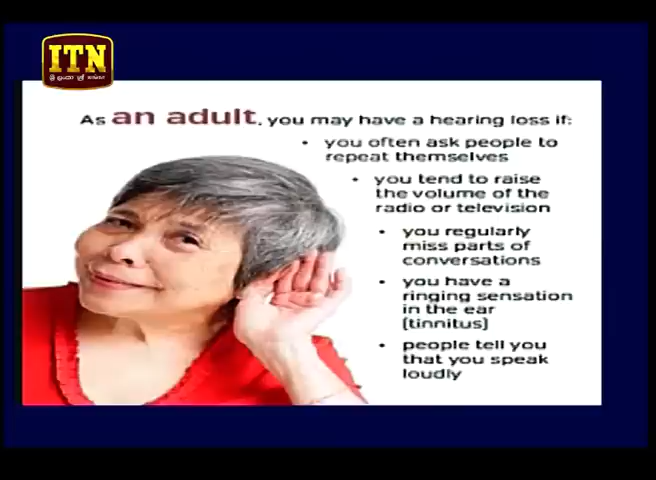 ITN
ශ්‍රී ලංකා
As an adult, you may have a hearing loss if:
• you often ask people to
repeat themselves
• you tend to raise
the volume of the
radio or television
• you regularly
miss parts of
conversations
• you have a
ringing sensation
in the ear
(tinnitus)
• people tell you
that you speak
loudly